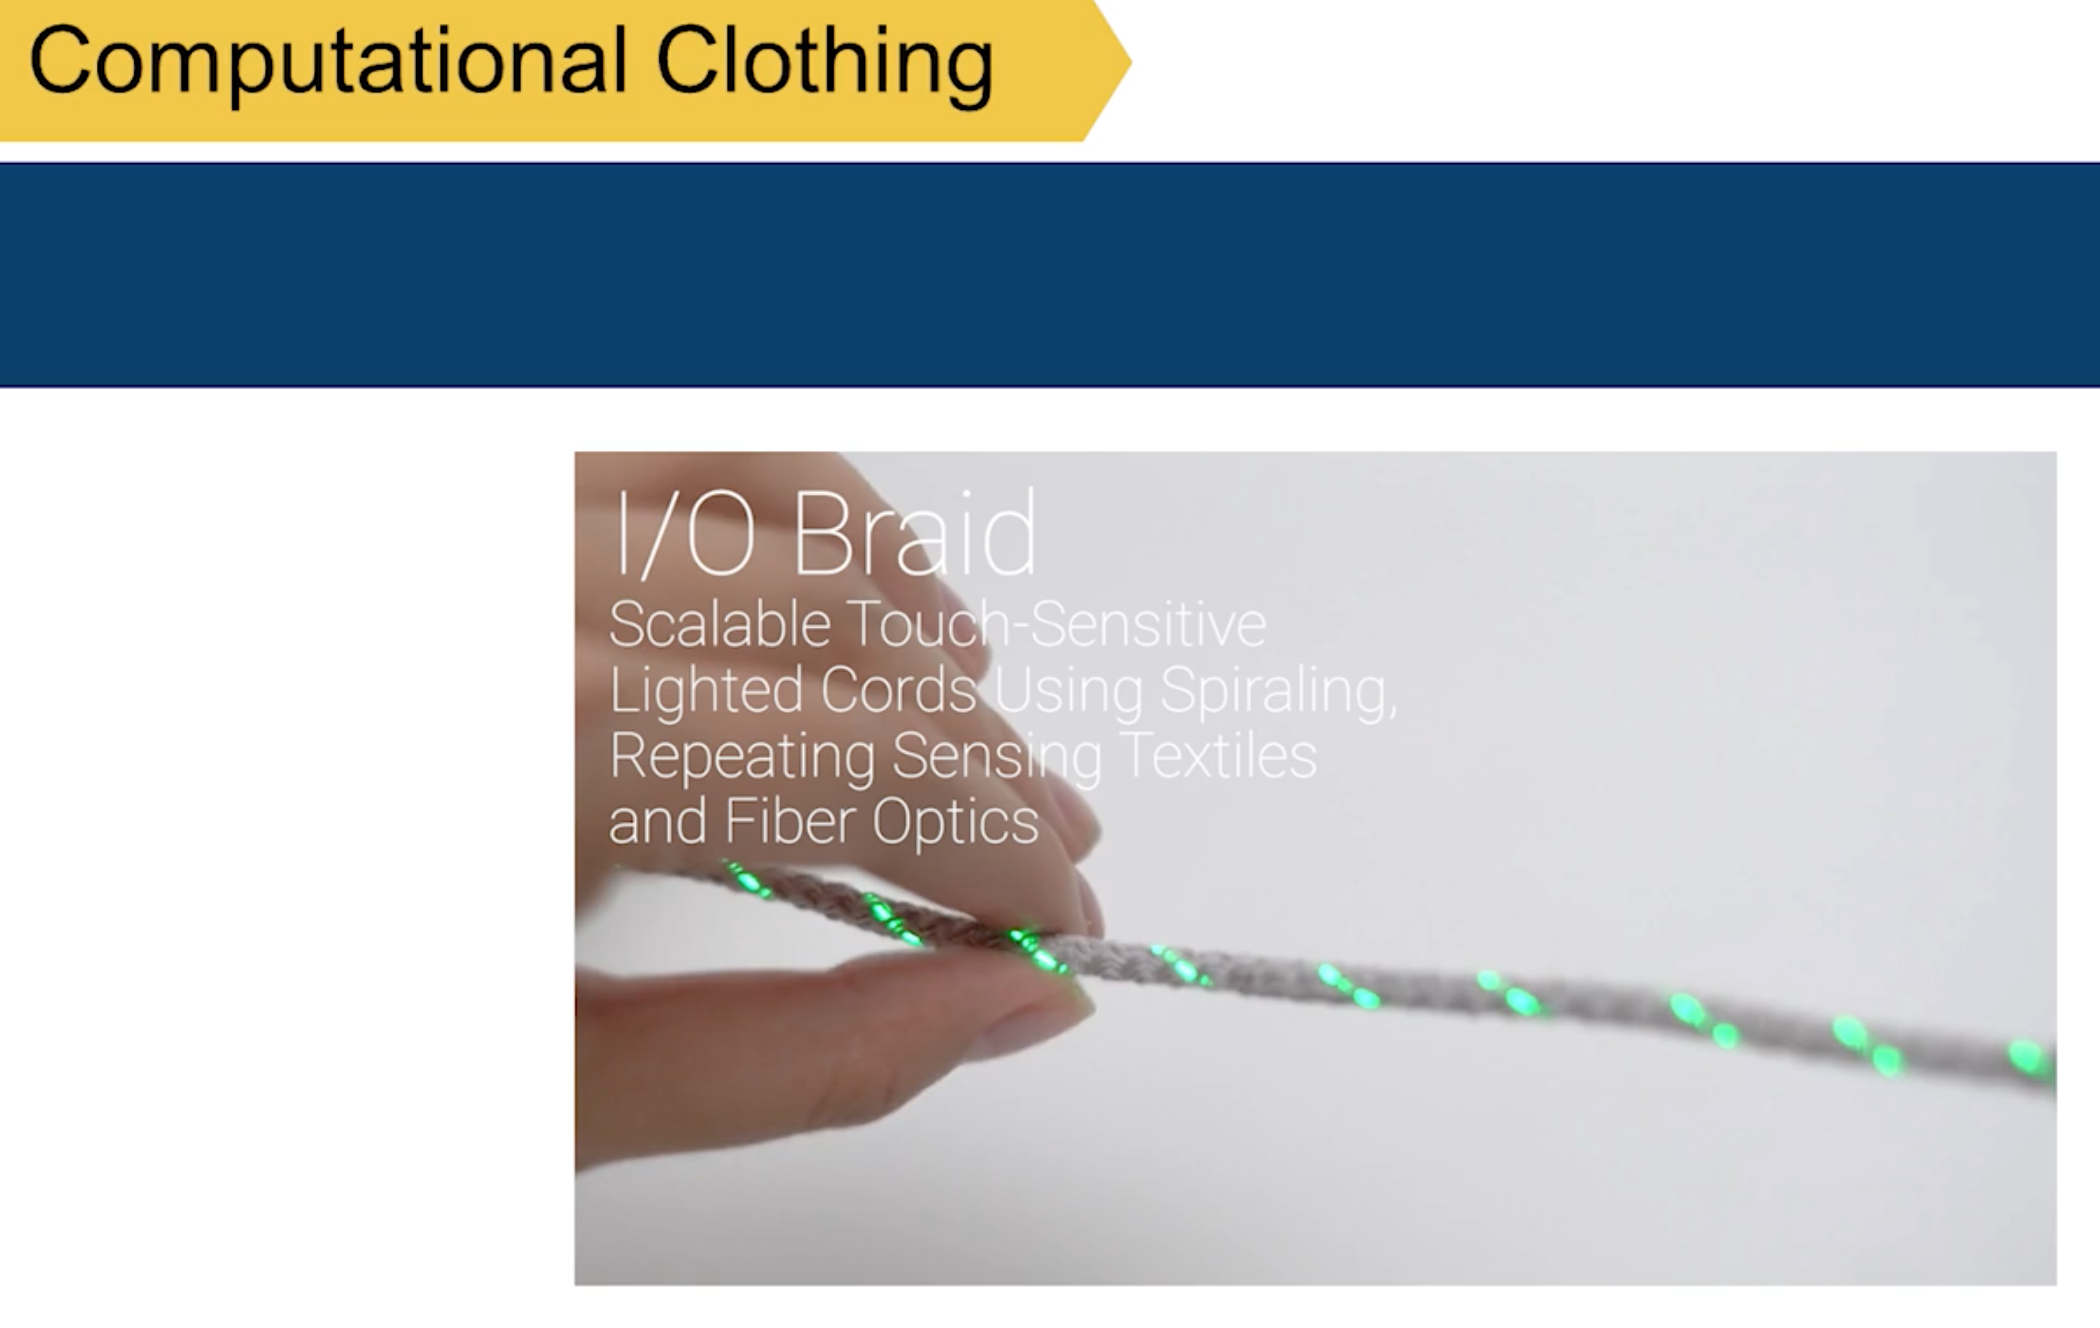 Computational Clothing
I/O Braid
Scalable Touch-Sensitive
Lighted Cords Using Spiraling,
Repeating Sensing Textiles
and Fiber Optics